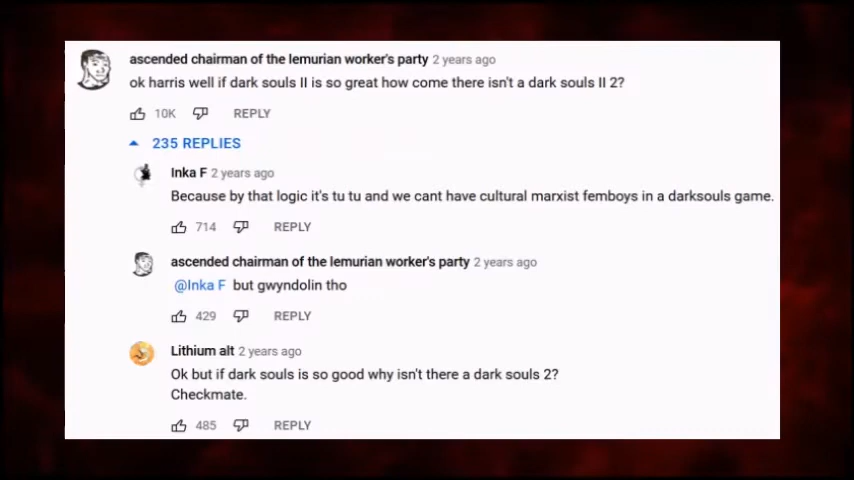 ascended chairman of the lemurian worker's party 2 years ago
ok harris well if dark souls II is so great how come there isn't a dark souls II 2?
10K REPLY
235 REPLIES
Inka F 2 years ago
Because by that logic it's tu tu and we cant have cultural marxist femboys in a darksouls game.
714 REPLY
ascended chairman of the lemurian worker's party 2 years ago
@Inka F but gwyndolin tho
429 REPLY
Lithium alt 2 years ago
Ok but if dark souls is so good why isn't there a dark souls 2?
Checkmate.
485 REPLY